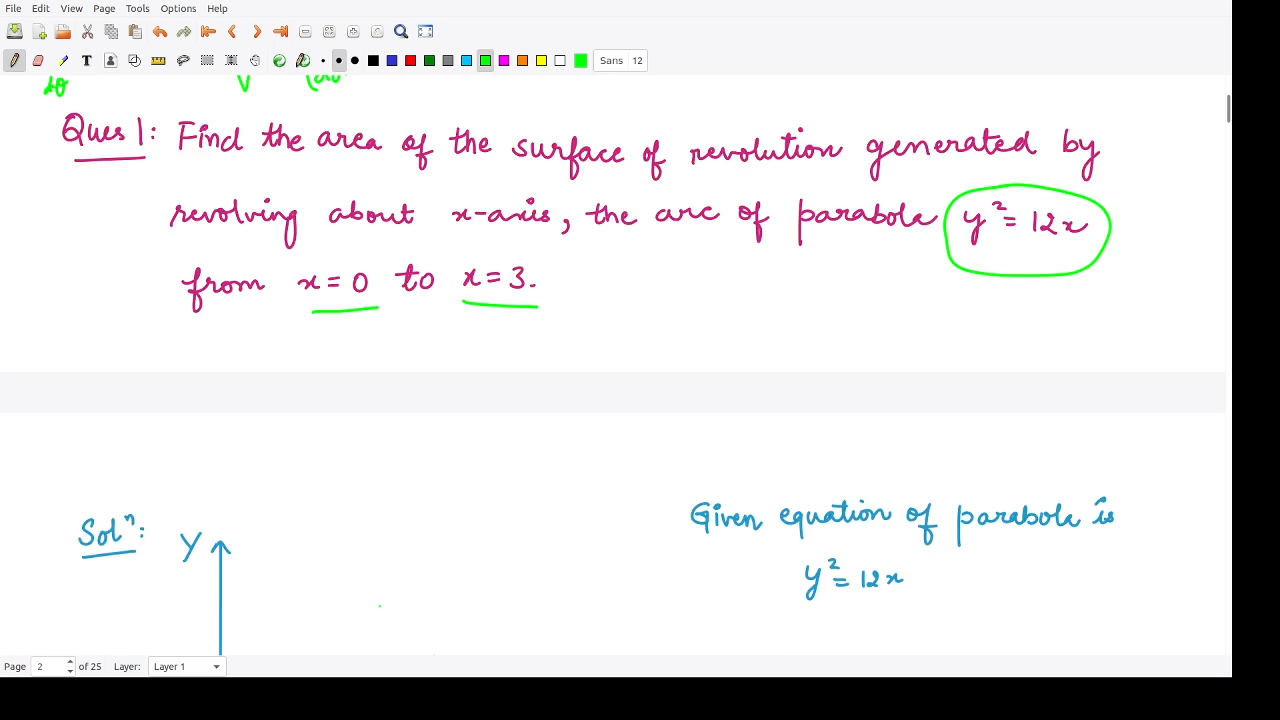 File Edit View Page Tools Options Help
T Sans 12
Ques 1: Find the area of the surface of revolution generated by
revolving about x-axis, the arc of parabola y² = 12x
from x = 0 to x = 3.
Solⁿ: Y
Given equation of parabola is
y² = 12x
Page 2 of 25 Layer: Layer 1